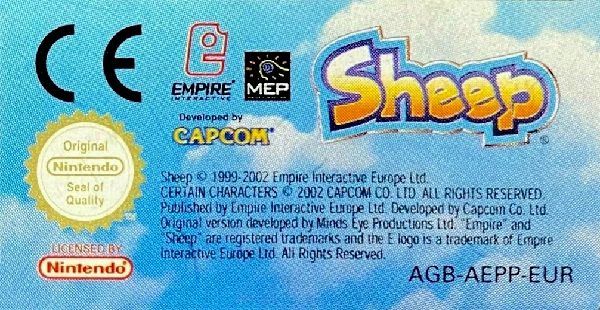 CE
EMPIRE
INTERACTIVE
MEP
Sheep
®
Developed by
CAPCOM
Original
Nintendo
Seal of
Quality
TM
LICENSED BY
Nintendo
Sheep © 1999-2002 Empire Interactive Europe Ltd.
CERTAIN CHARACTERS © 2002 CAPCOM CO. LTD. ALL RIGHTS RESERVED.
Published by Empire Interactive Europe Ltd. Developed by Capcom Co. Ltd.
Original version developed by Minds Eye Productions Ltd. "Empire" and
"Sheep" are registered trademarks and the E logo is a trademark of Empire
Interactive Europe Ltd. All Rights Reserved.
AGB-AEPP-EUR